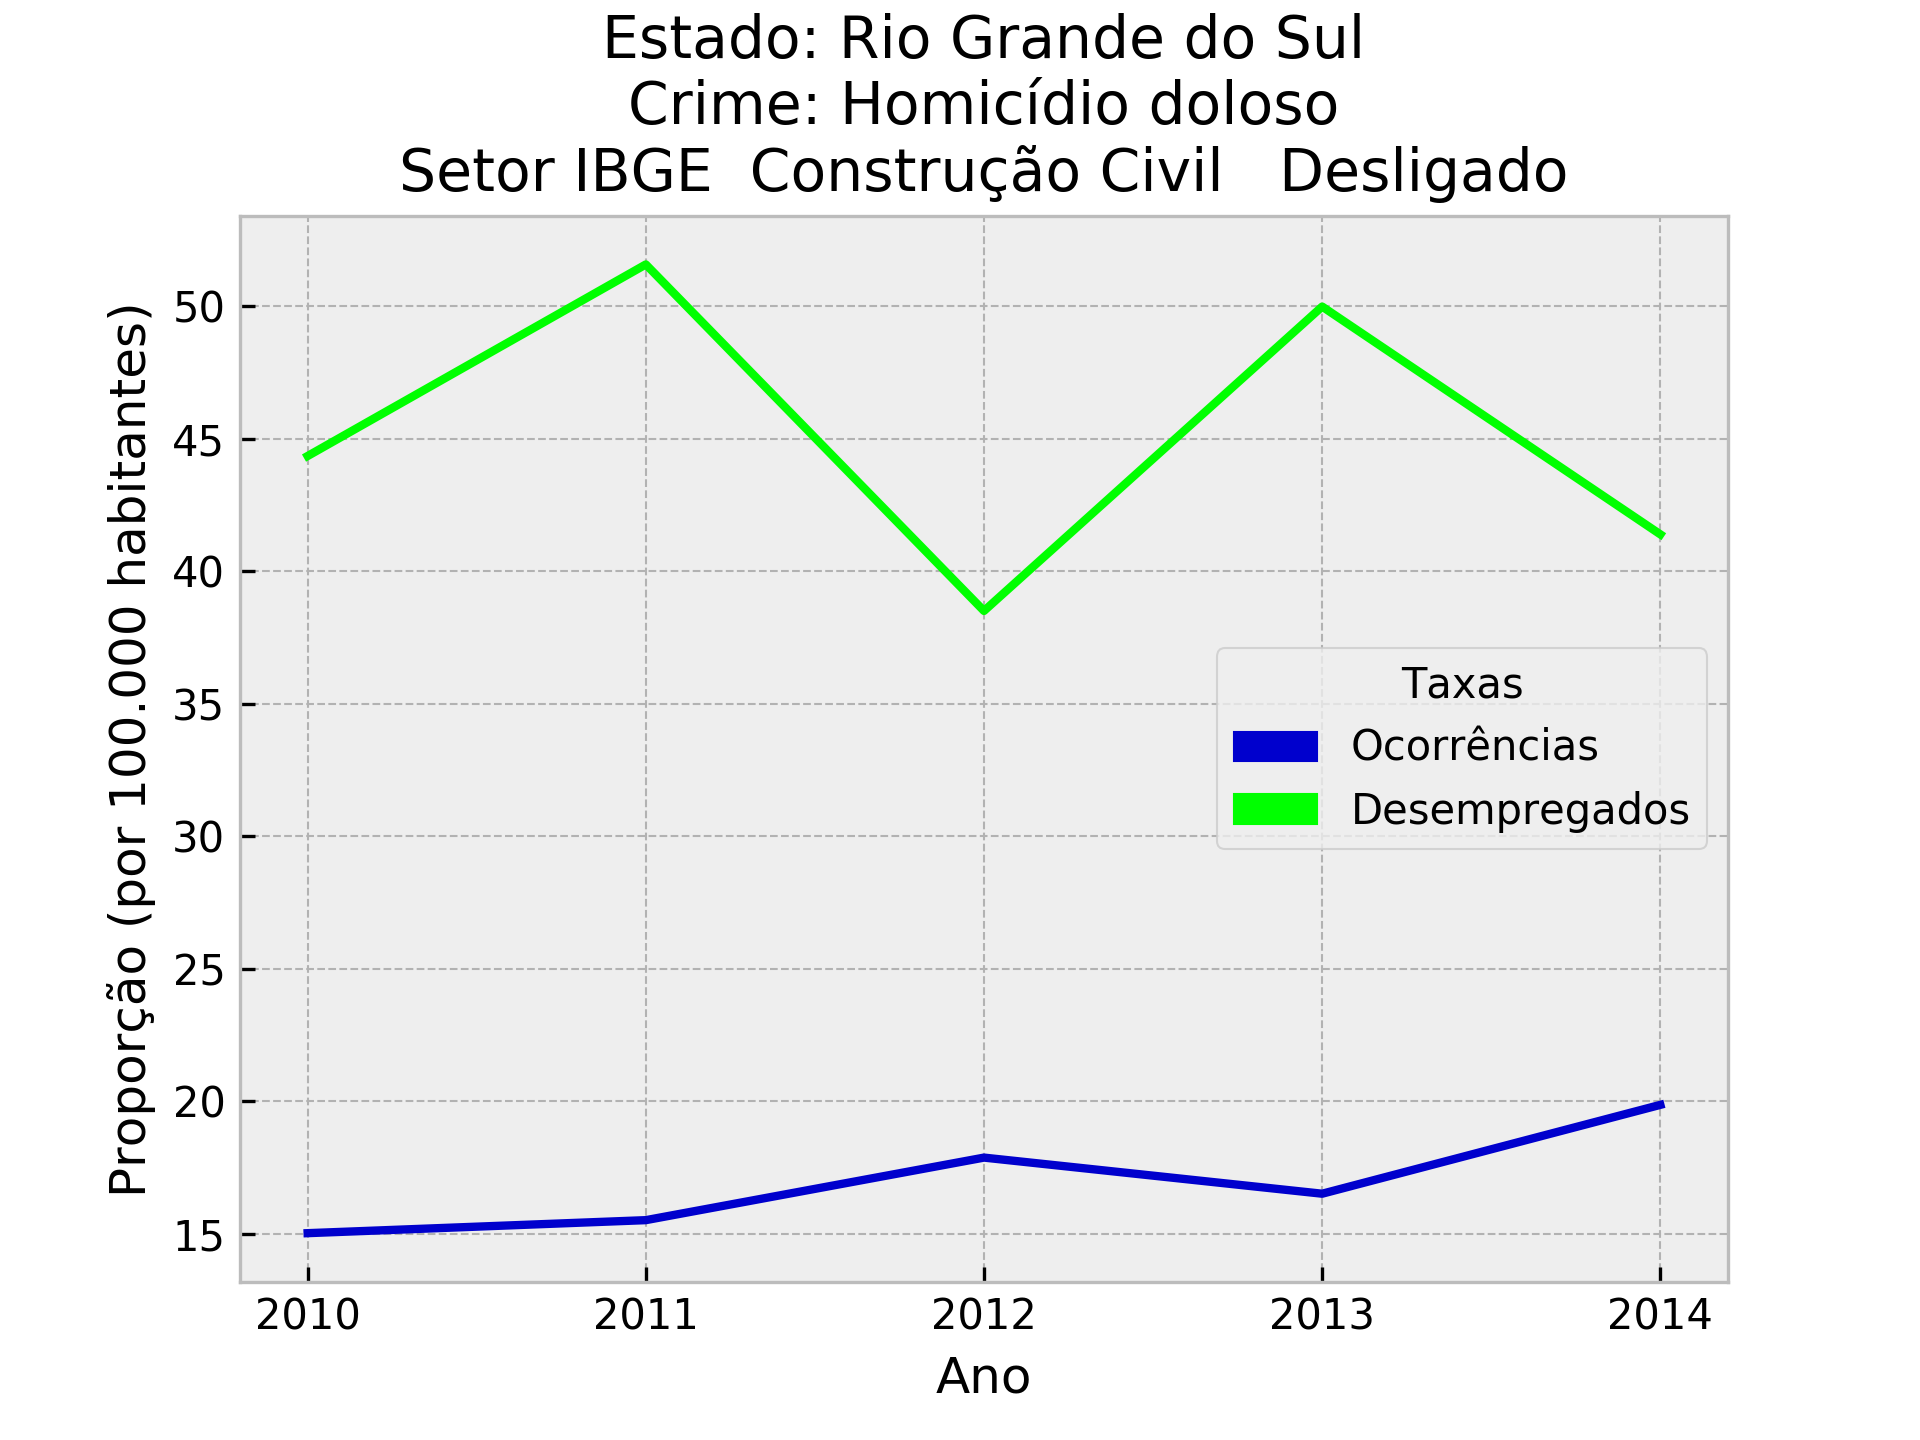 Estado: Rio Grande do Sul
Crime: Homicídio doloso
Setor IBGE  Construção Civil   Desligado
Proporção (por 100.000 habitantes)
50
45
40
35
30
25
20
15
Taxas
Ocorrências
Desempregados
2010 2011 2012 2013 2014
Ano